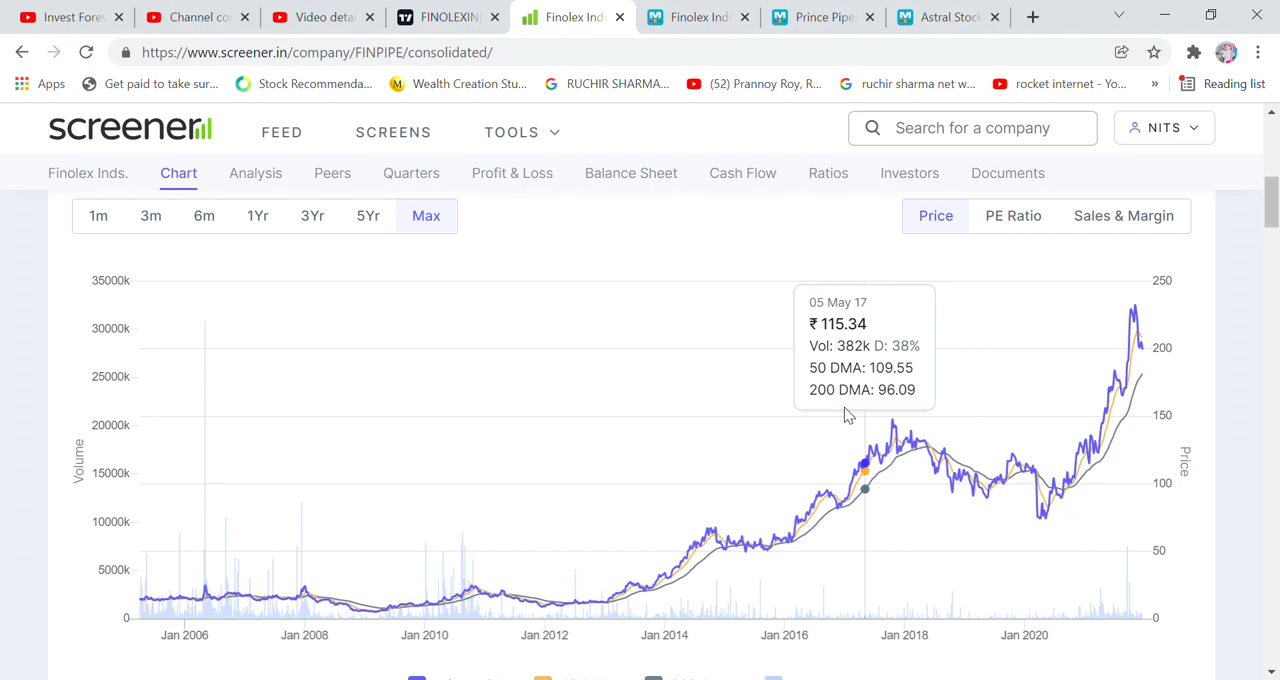 Invest Fore
Channel co
Video detai
FINOLEXIN
Finolex Ind
Finolex Ind
Prince Pipe
Astral Stock
https://www.screener.in/company/FINPIPE/consolidated/
Apps
Get paid to take sur...
Stock Recommenda...
Wealth Creation Stu...
RUCHIR SHARMA...
(52) Prannoy Roy, R...
ruchir sharma net w...
rocket internet - Yo...
»
Reading list
screener
FEED
SCREENS
TOOLS
Search for a company
NITS
Finolex Inds.
Chart
Analysis
Peers
Quarters
Profit & Loss
Balance Sheet
Cash Flow
Ratios
Investors
Documents
1m
3m
6m
1Yr
3Yr
5Yr
Max
Price
PE Ratio
Sales & Margin
35000k
30000k
25000k
20000k
15000k
10000k
5000k
0
Volume
05 May 17
₹ 115.34
Vol: 382k D: 38%
50 DMA: 109.55
200 DMA: 96.09
250
200
150
100
50
0
Price
Jan 2006
Jan 2008
Jan 2010
Jan 2012
Jan 2014
Jan 2016
Jan 2018
Jan 2020